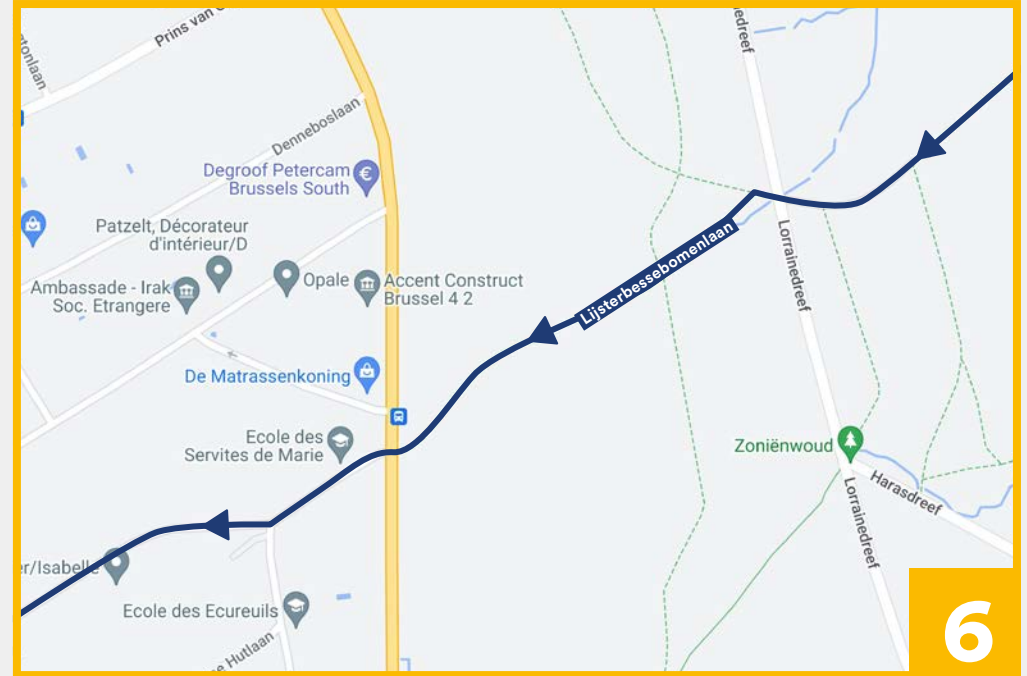 Prins van
Denneboslaan
Degroof Petercam
Brussels South
€
Patzelt, Décorateur
d'intérieur/D
Ambassade - Irak
Soc. Etrangere
Opale
Accent Construct
Brussel 4 2
De Matrassenkoning
Ecole des
Servites de Marie
er/Isabelle
Ecole des Ecureuils
ne Hutlaan
Lijsterbessebomenlaan
edreef
Lorrainedreef
Zoniënwoud
Harasdreef
Lorrainedreef
6